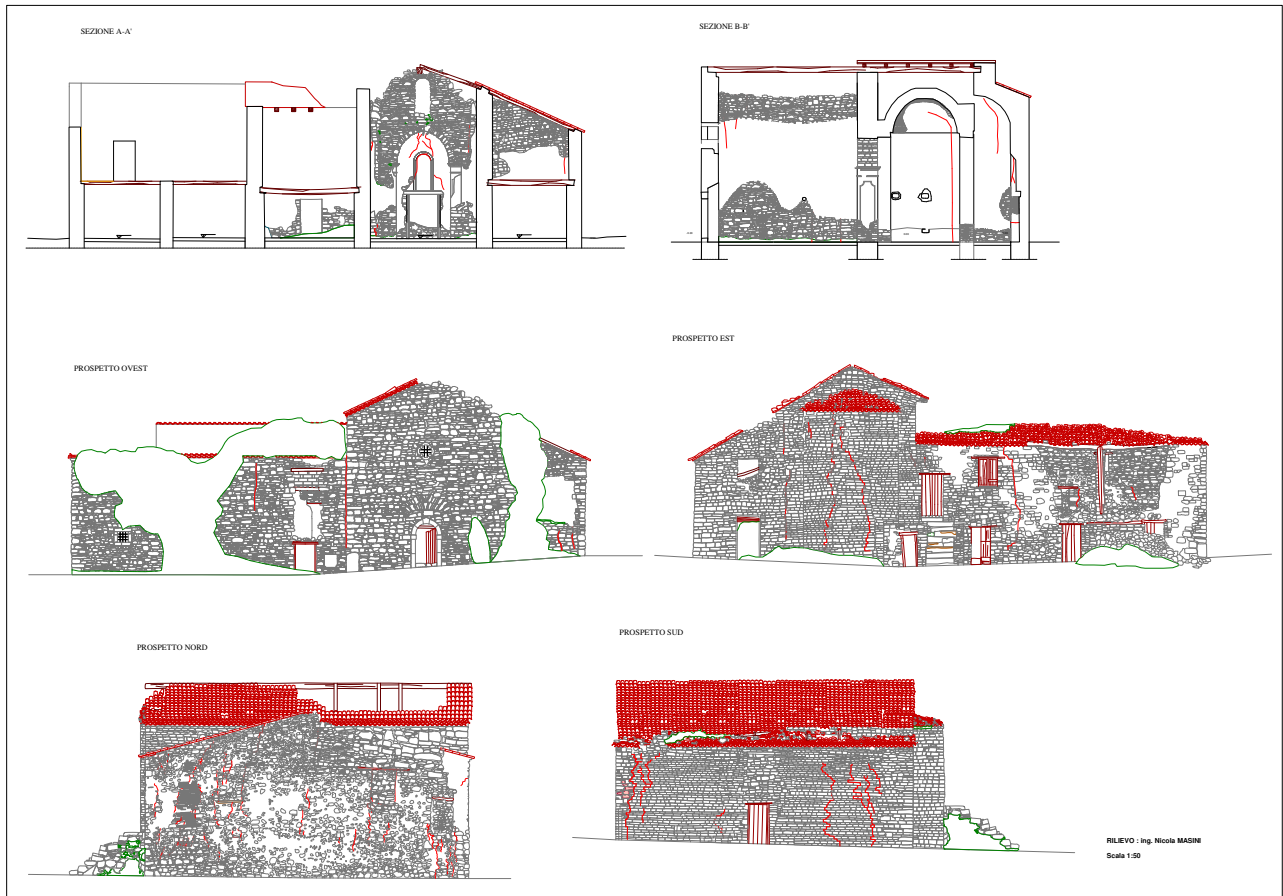 SEZIONE A-A'
SEZIONE B-B'
PROSPETTO OVEST
PROSPETTO EST
PROSPETTO NORD
PROSPETTO SUD
RILIEVO : ing. Nicola MASINI
Scala 1:50